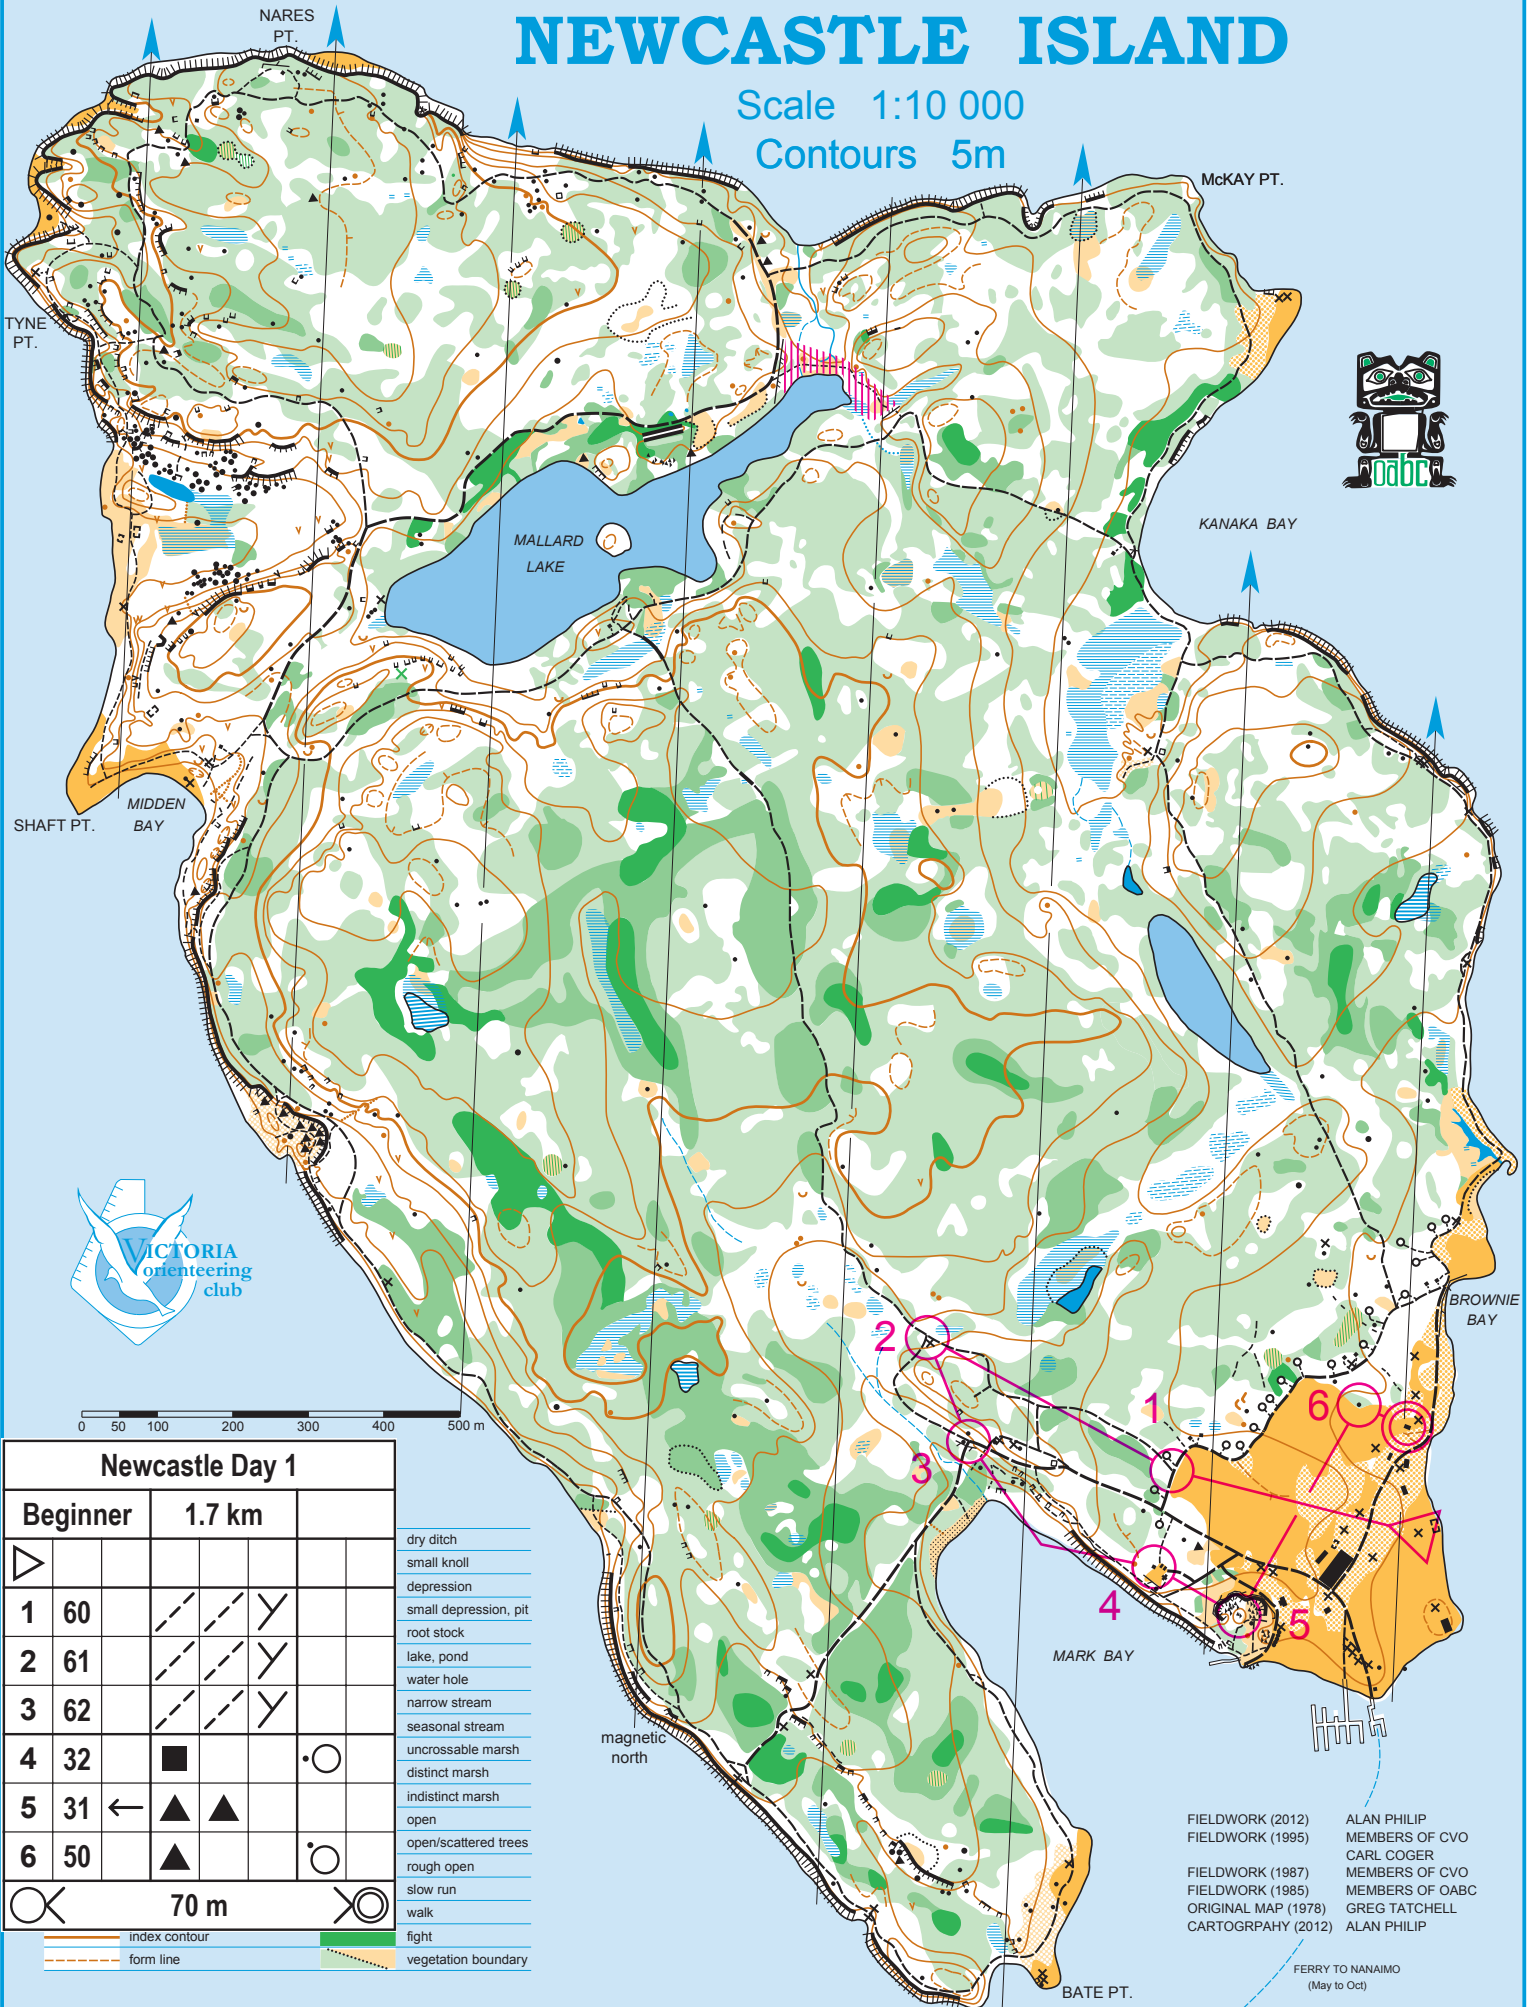 NARES
PT.
NEWCASTLE ISLAND
Scale 1:10 000
Contours 5m
McKAY PT.
TYNE
PT.
oabc
KANAKA BAY
MALLARD
LAKE
MIDDEN
BAY
SHAFT PT.
VICTORIA
orienteering
club
BROWNIE
BAY
2
1
6
3
4
5
MARK BAY
0 50 100 200 300 400 500 m
Newcastle Day 1
Beginner 1.7 km
1 60
2 61
3 62
4 32
5 31
6 50
70 m
dry ditch
small knoll
depression
small depression, pit
root stock
lake, pond
water hole
narrow stream
seasonal stream
uncrossable marsh
distinct marsh
indistinct marsh
open
open/scattered trees
rough open
slow run
walk
index contour fight
form line vegetation boundary
magnetic
north
FIELDWORK (2012) ALAN PHILIP
FIELDWORK (1995) MEMBERS OF CVO
CARL COGER
FIELDWORK (1987) MEMBERS OF CVO
FIELDWORK (1985) MEMBERS OF OABC
ORIGINAL MAP (1978) GREG TATCHELL
CARTOGRPAHY (2012) ALAN PHILIP
FERRY TO NANAIMO
(May to Oct)
BATE PT.